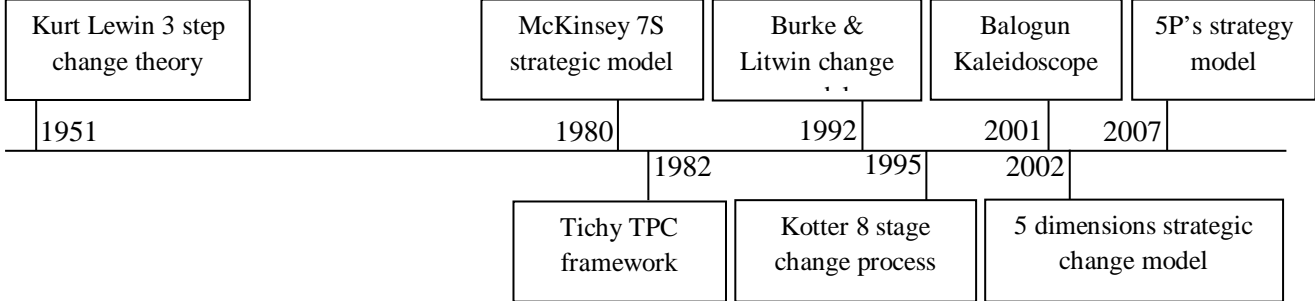 Kurt Lewin 3 step
change theory
McKinsey 7S
strategic model
Burke &
Litwin change
Balogun
Kaleidoscope
5P's strategy
model
1951
1980
1992
2001
2007
1982
1995
2002
Tichy TPC
framework
Kotter 8 stage
change process
5 dimensions strategic
change model